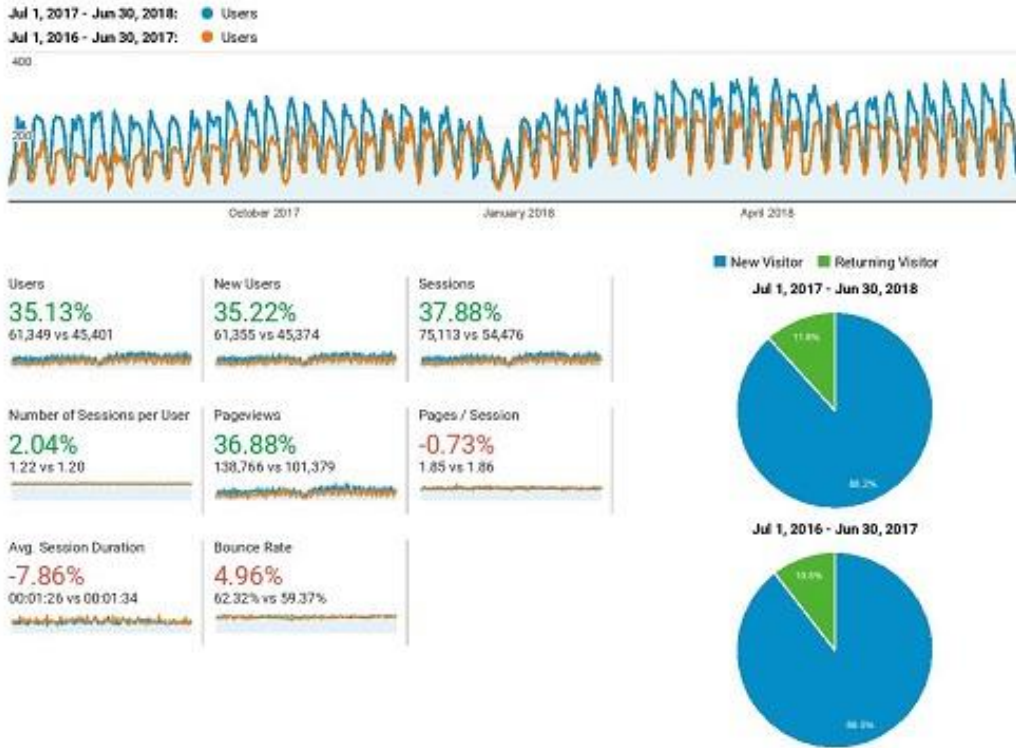 Jul 1, 2017 - Jun 30, 2018: Users
Jul 1, 2016 - Jun 30, 2017: Users
400
200
October 2017 January 2018 April 2018
New Visitor Returning Visitor
Jul 1, 2017 - Jun 30, 2018
Users
35.13%
61,349 vs 45,401
New Users
35.22%
61,355 vs 45,374
Sessions
37.88%
75,113 vs 54,476
11.8%
88.2%
Number of Sessions per User
2.04%
1.22 vs 1.20
Pageviews
36.88%
138,766 vs 101,379
Pages / Session
-0.73%
1.85 vs 1.86
Avg. Session Duration
-7.86%
00:01:26 vs 00:01:34
Bounce Rate
4.96%
62.32% vs 59.37%
Jul 1, 2016 - Jun 30, 2017